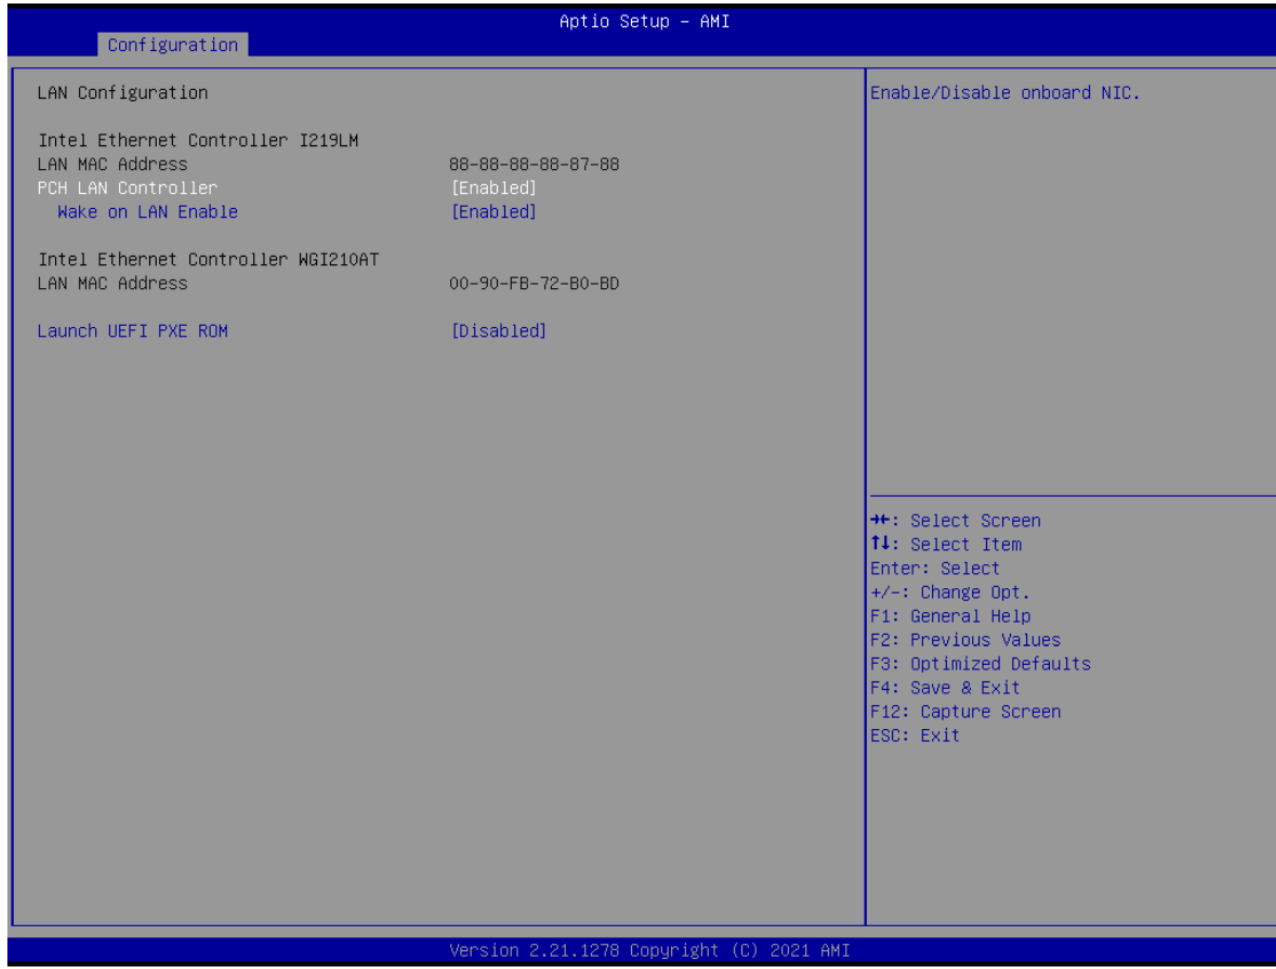 Aptio Setup - AMI
Configuration
LAN Configuration
Intel Ethernet Controller I219LM
LAN MAC Address 88-88-88-88-87-88
PCH LAN Controller [Enabled]
Wake on LAN Enable [Enabled]
Intel Ethernet Controller WGI210AT
LAN MAC Address 00-90-FB-72-B0-BD
Launch UEFI PXE ROM [Disabled]
Enable/Disable onboard NIC.
→←: Select Screen
↑↓: Select Item
Enter: Select
+/-: Change Opt.
F1: General Help
F2: Previous Values
F3: Optimized Defaults
F4: Save & Exit
F12: Capture Screen
ESC: Exit
Version 2.21.1278 Copyright (C) 2021 AMI